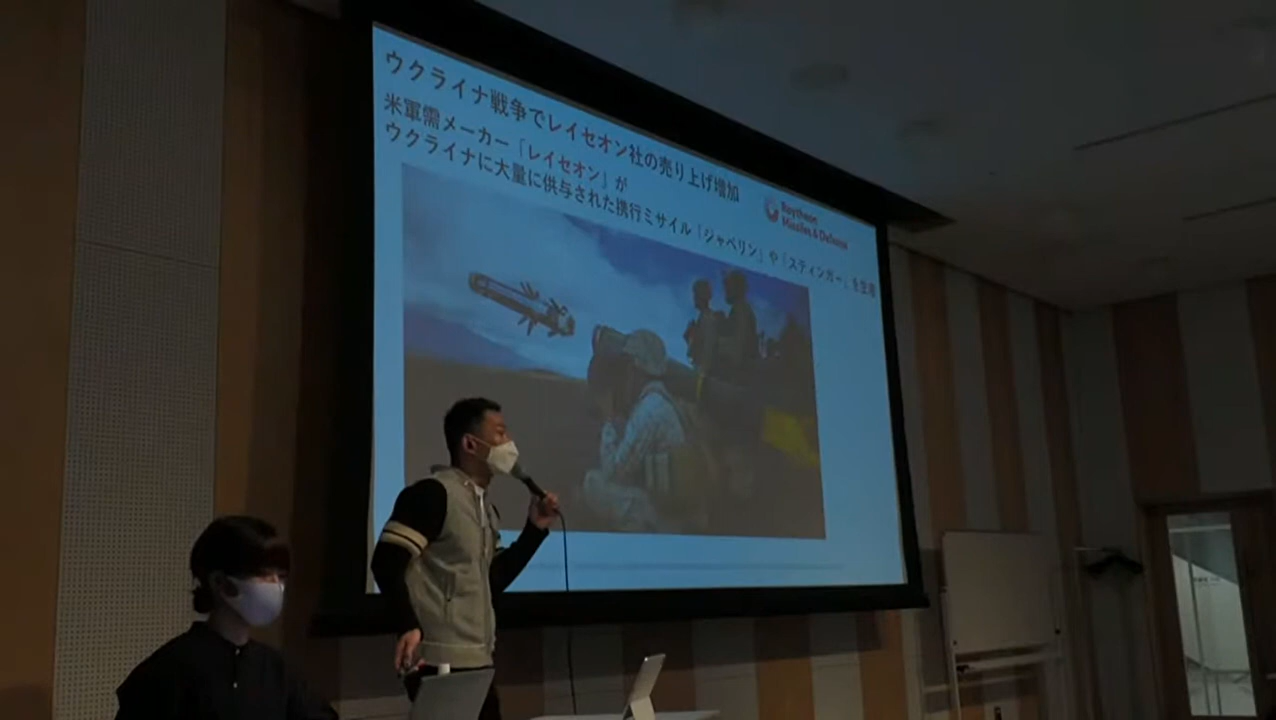 ウクライナ戦争でレイセオン社の売り上げ増加
米軍需メーカー「レイセオン」が
ウクライナに大量に供与された携行ミサイル「ジャベリン」や「スティンガー」を生産
Raytheon
Missiles & Defense